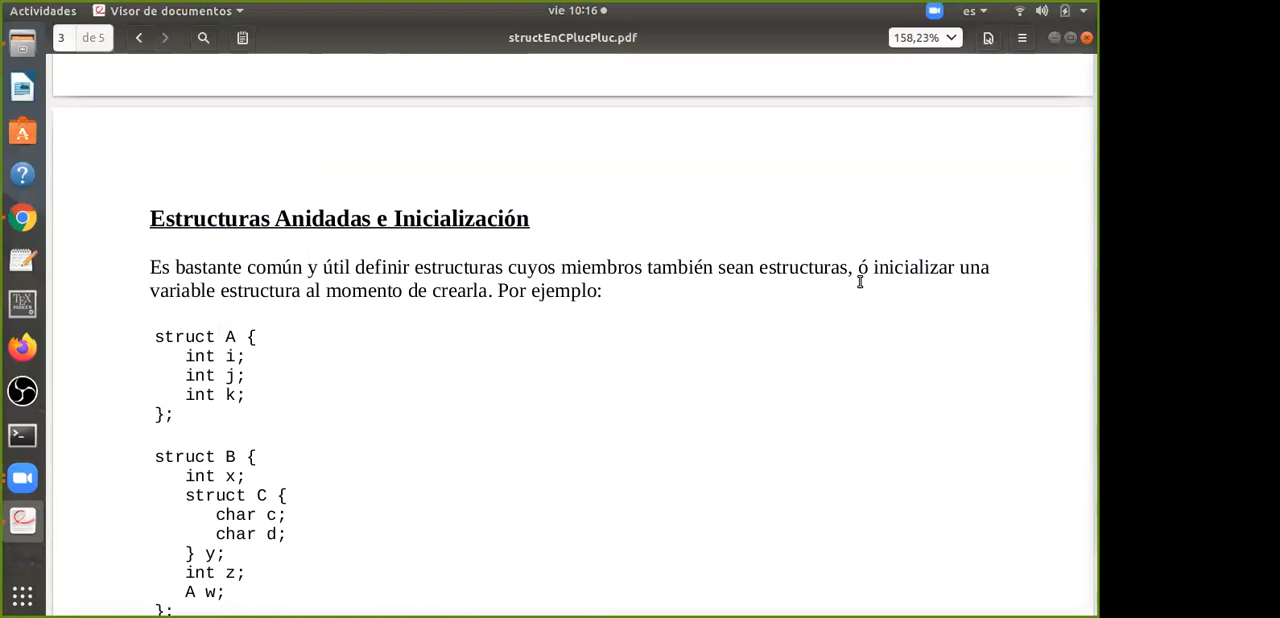 Actividades Visor de documentos vie 10:16 es
3 de 5 structEnCPlucPluc.pdf 158,23%
Estructuras Anidadas e Inicialización
Es bastante común y útil definir estructuras cuyos miembros también sean estructuras, ó inicializar una
variable estructura al momento de crearla. Por ejemplo:
struct A {
int i;
int j;
int k;
};
struct B {
int x;
struct C {
char c;
char d;
} y;
int z;
A w;
};